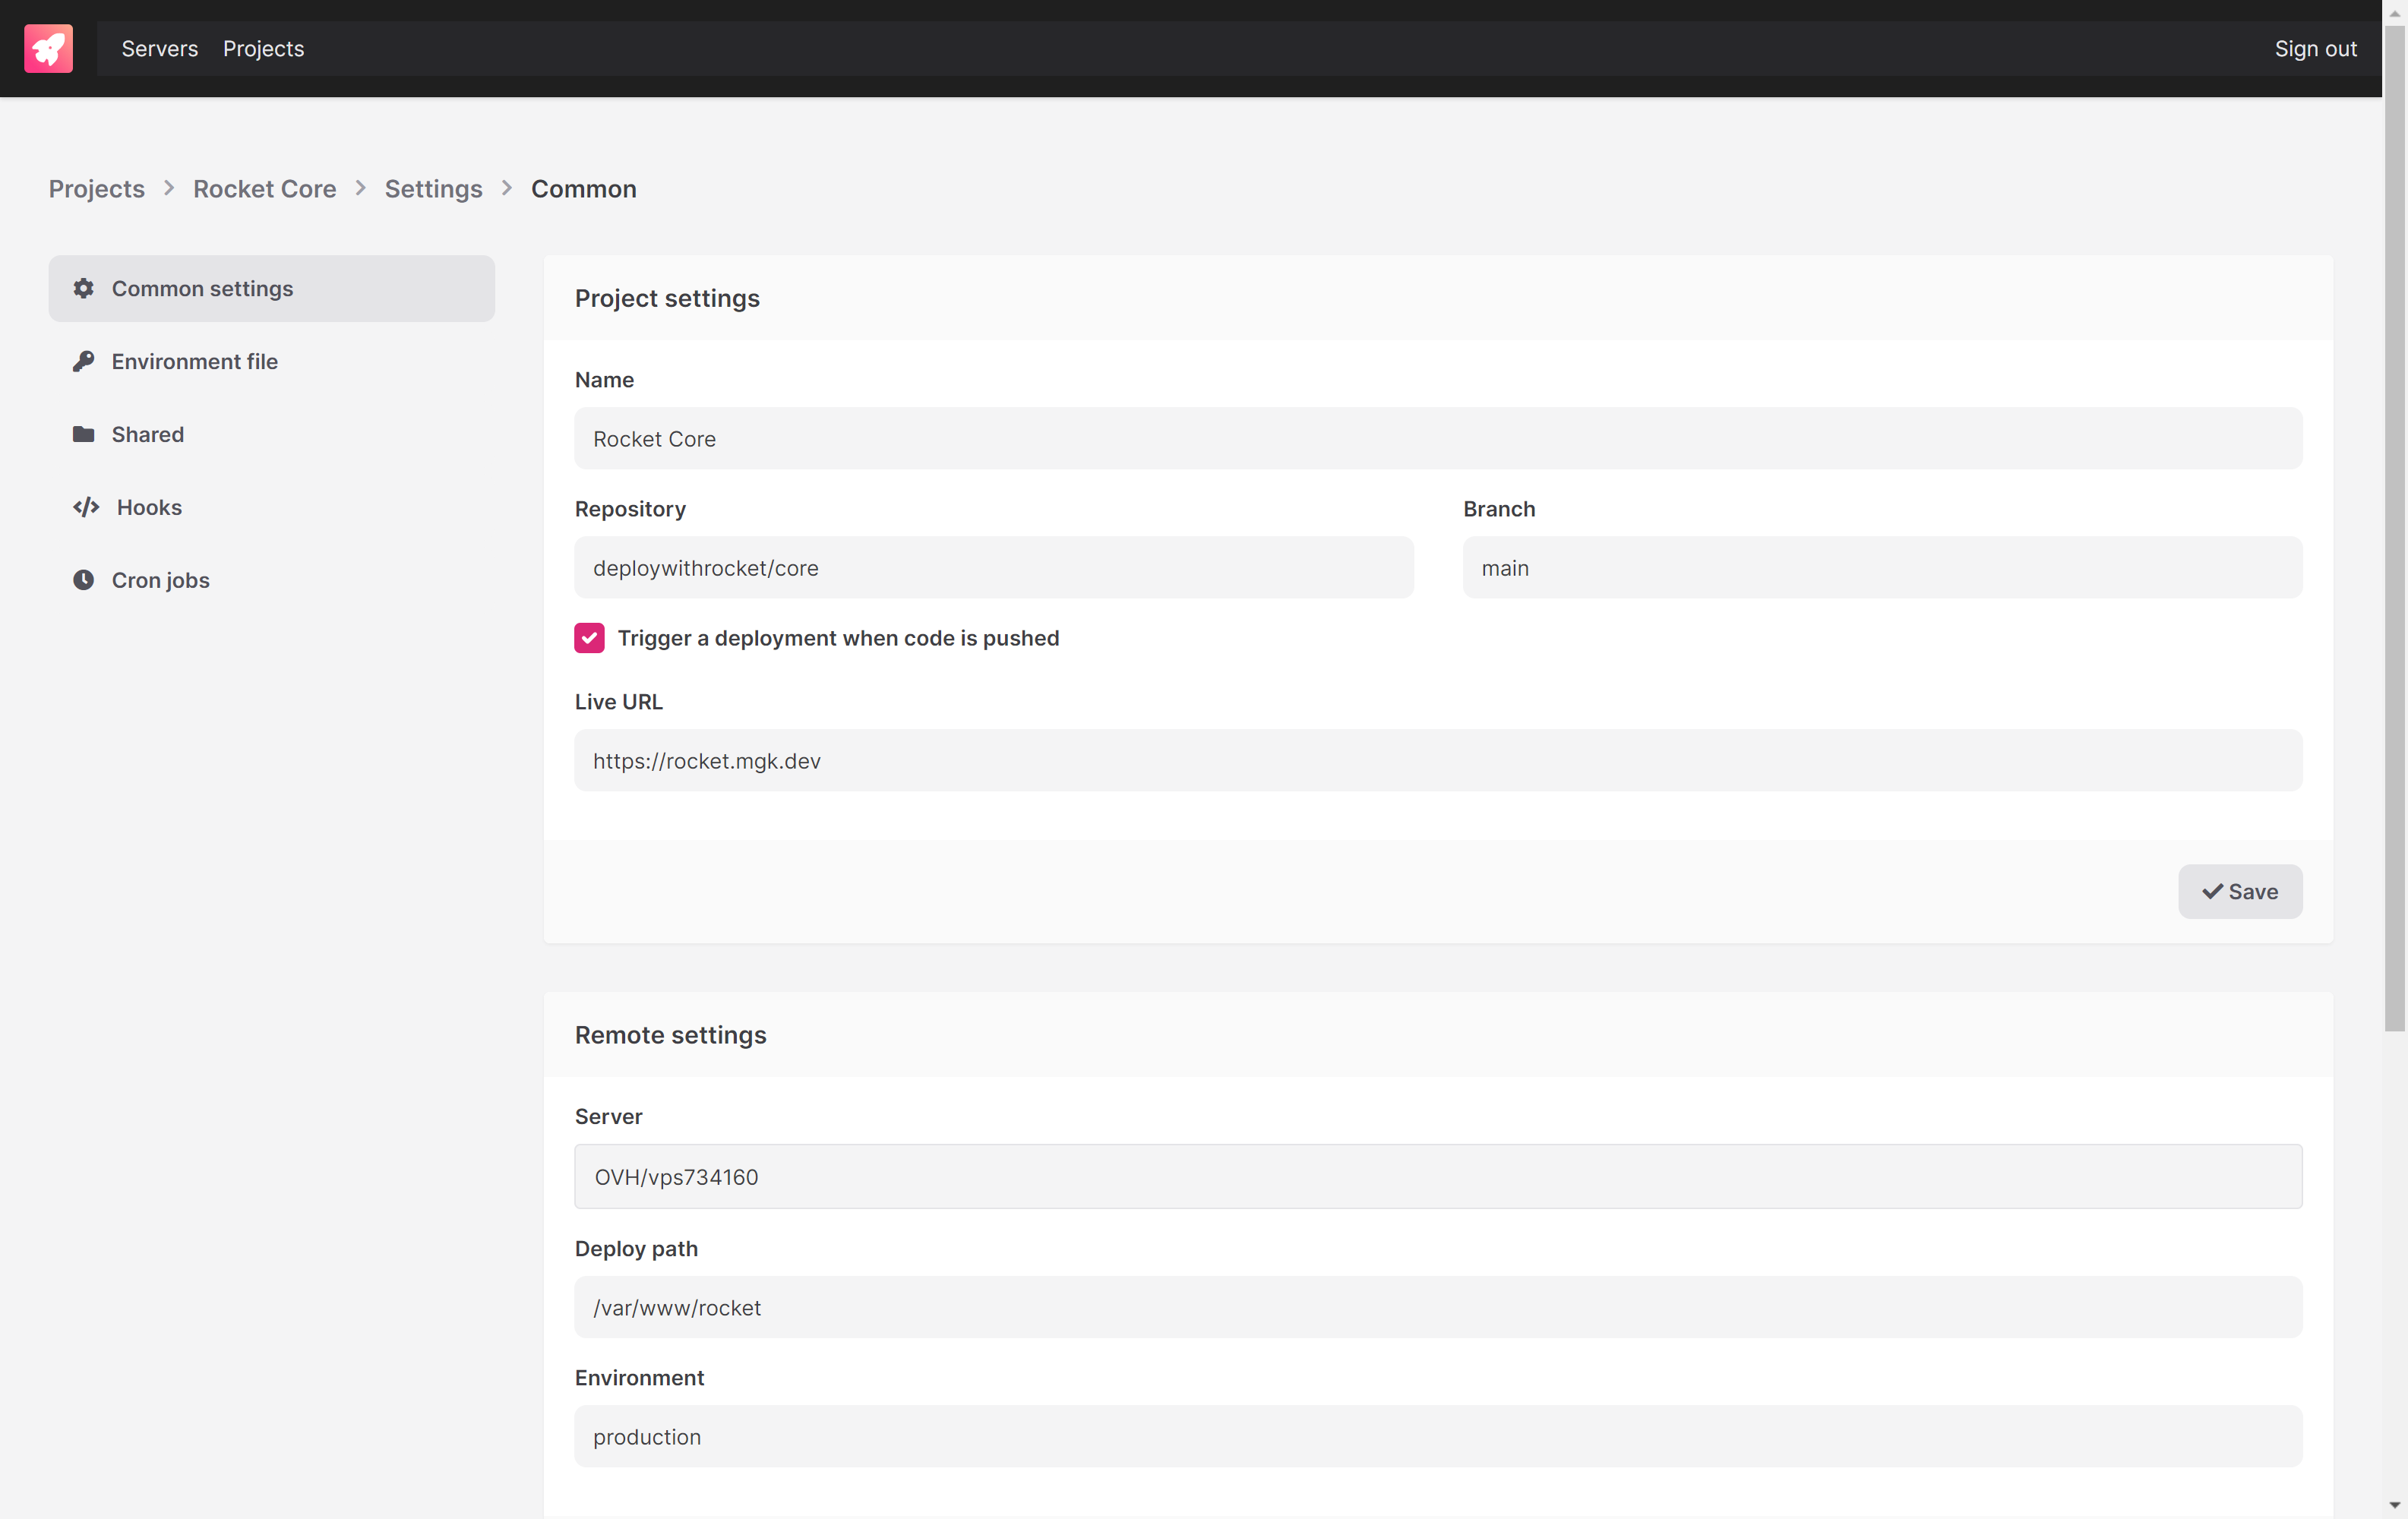 Servers Projects Sign out
Projects Rocket Core Settings Common
Common settings
Environment file
Shared
Hooks
Cron jobs
Project settings
Name
Rocket Core
Repository Branch
deploywithrocket/core main
Trigger a deployment when code is pushed
Live URL
https://rocket.mgk.dev
Save
Remote settings
Server
OVH/vps734160
Deploy path
/var/www/rocket
Environment
production